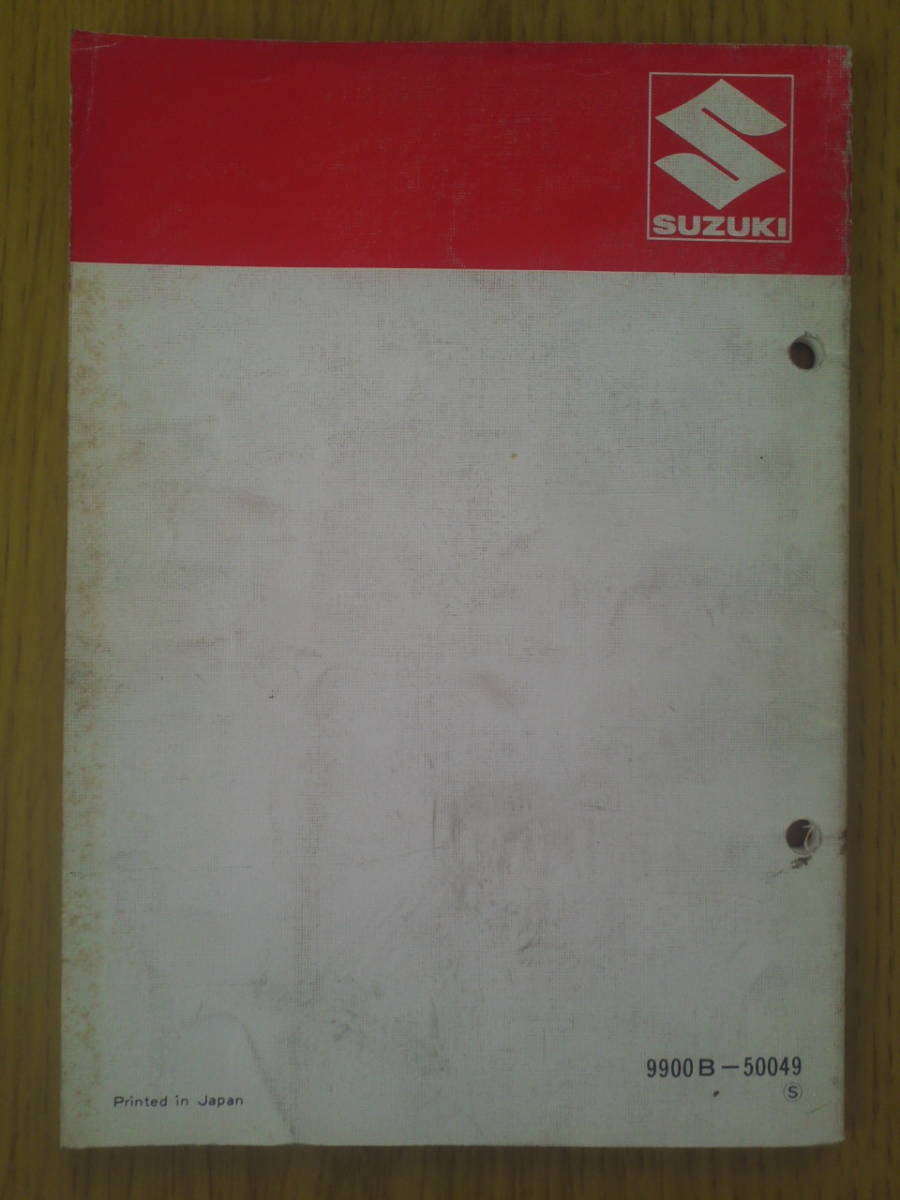 SUZUKI
9900B-50049
Ⓢ
Printed in Japan